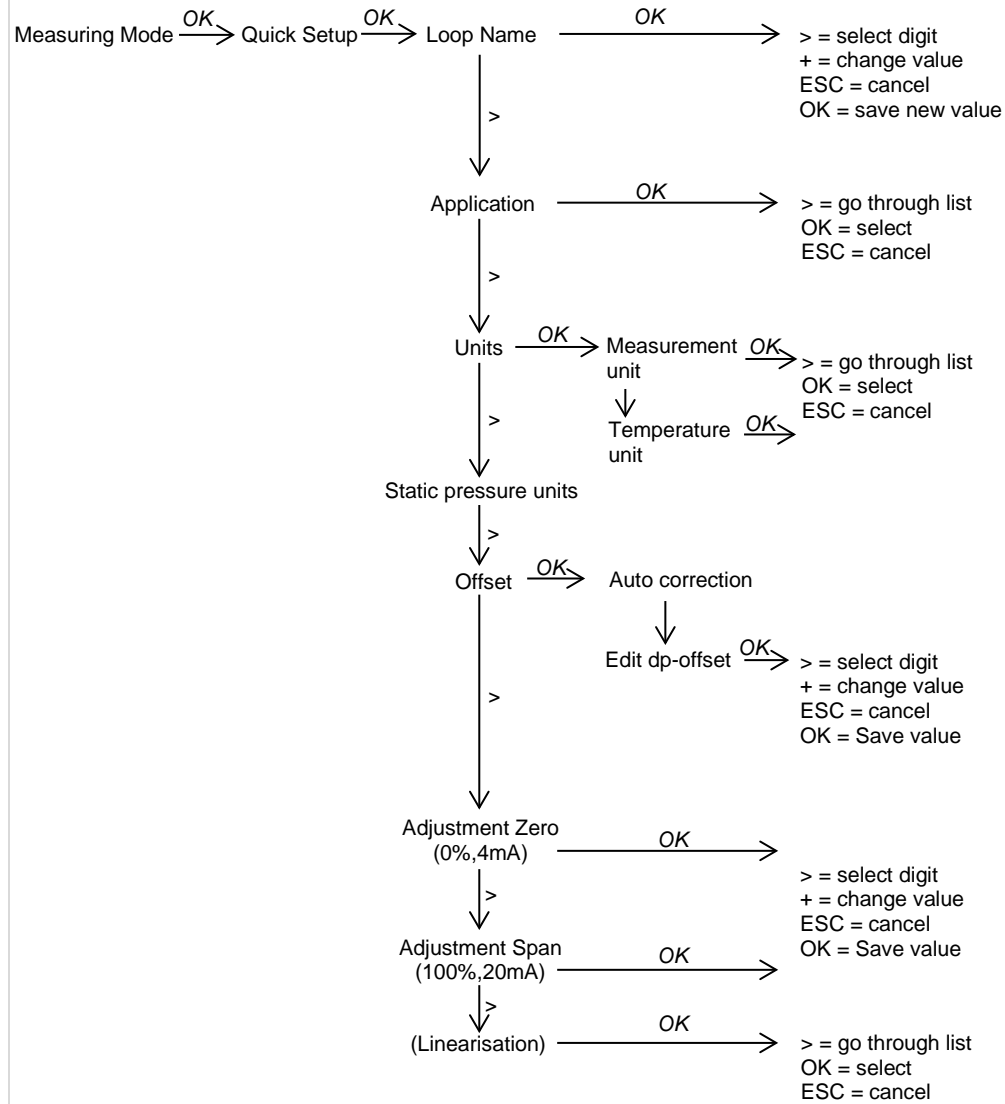 Measuring Mode OK Quick Setup OK Loop Name OK
> = select digit
+ = change value
ESC = cancel
OK = save new value
>
Application OK
> = go through list
OK = select
ESC = cancel
>
Units OK Measurement unit OK
> = go through list
OK = select
ESC = cancel
Temperature unit OK
>
Static pressure units
>
Offset OK Auto correction
Edit dp-offset OK
> = select digit
+ = change value
ESC = cancel
OK = Save value
>
Adjustment Zero
(0%,4mA) OK
> = select digit
+ = change value
ESC = cancel
OK = Save value
>
Adjustment Span
(100%,20mA) OK
>
(Linearisation) OK
> = go through list
OK = select
ESC = cancel